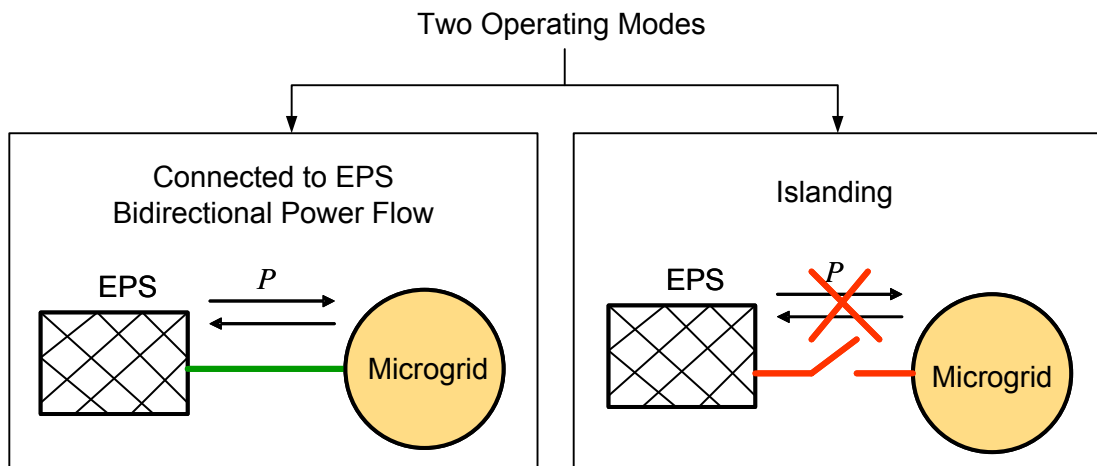 Two Operating Modes
Connected to EPS
Bidirectional Power Flow
EPS
P
Microgrid
Islanding
EPS
P
Microgrid